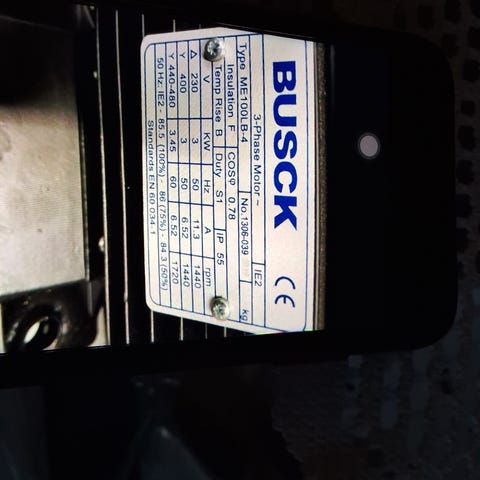 BUSCK
CE
3-Phase Motor ~ IE2
Type ME100LB-4 No.1306-039 kg
Insulation F COSφ 0.78 IP 55
Temp Rise B Duty S1
V KW Hz A rpm
Δ 230 3 50 11.3 1440
Y 400 3 50 6.52 1440
Y 440-480 3.45 60 6.52 1720
50 Hz: IE2 - 85.5 (100%) - 86 (75%) - 84.3 (50%)
Standards EN 60 034-1